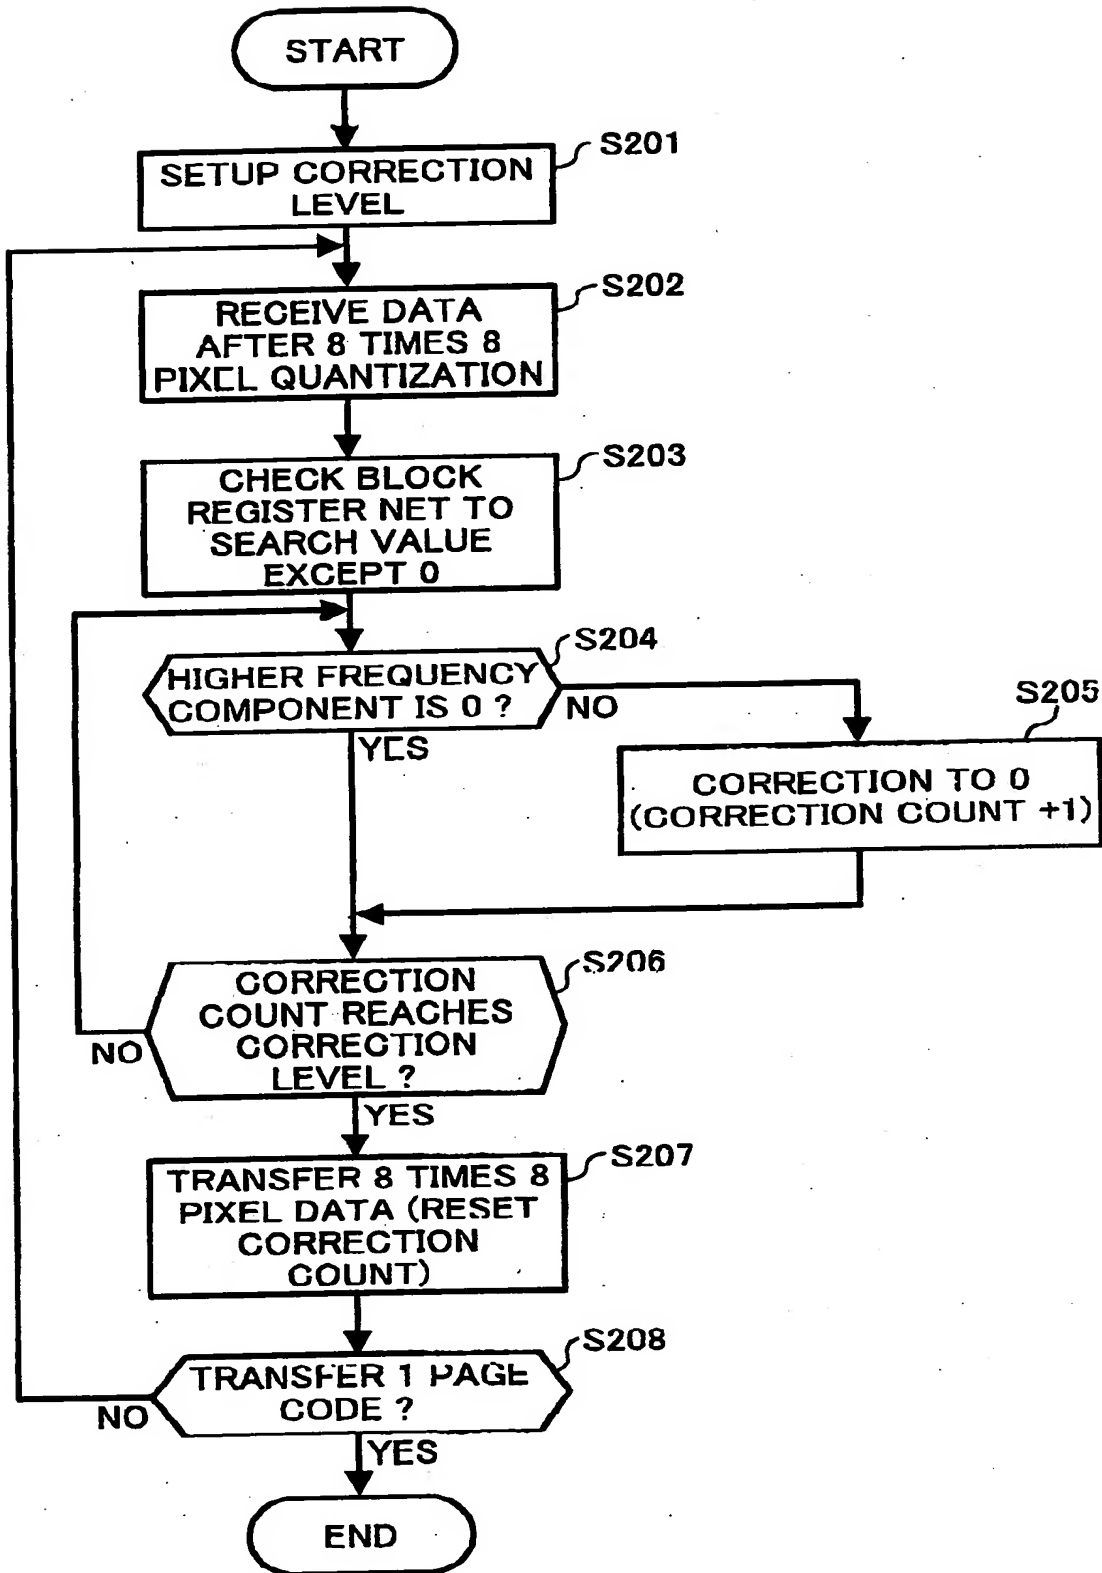 START
S201
SETUP CORRECTION
LEVEL
S202
RECEIVE DATA
AFTER 8 TIMES 8
PIXEL QUANTIZATION
S203
CHECK BLOCK
REGISTER NET TO
SEARCH VALUE
EXCEPT 0
S204
HIGHER FREQUENCY
COMPONENT IS 0 ?
NO
YES
S205
CORRECTION TO 0
(CORRECTION COUNT +1)
S206
CORRECTION
COUNT REACHES
CORRECTION
LEVEL ?
NO
YES
S207
TRANSFER 8 TIMES 8
PIXEL DATA (RESET
CORRECTION
COUNT)
S208
TRANSFER 1 PAGE
CODE ?
NO
YES
END